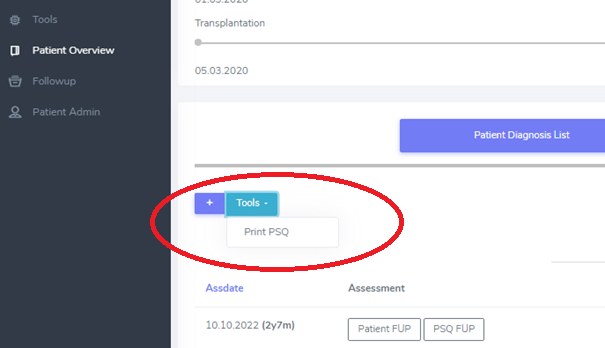 Tools
Patient Overview
Followup
Patient Admin
Transplantation
05.03.2020
Patient Diagnosis List
+ Tools
Print PSQ
Assdate Assessment
10.10.2022 (2y7m) Patient FUP PSQ FUP